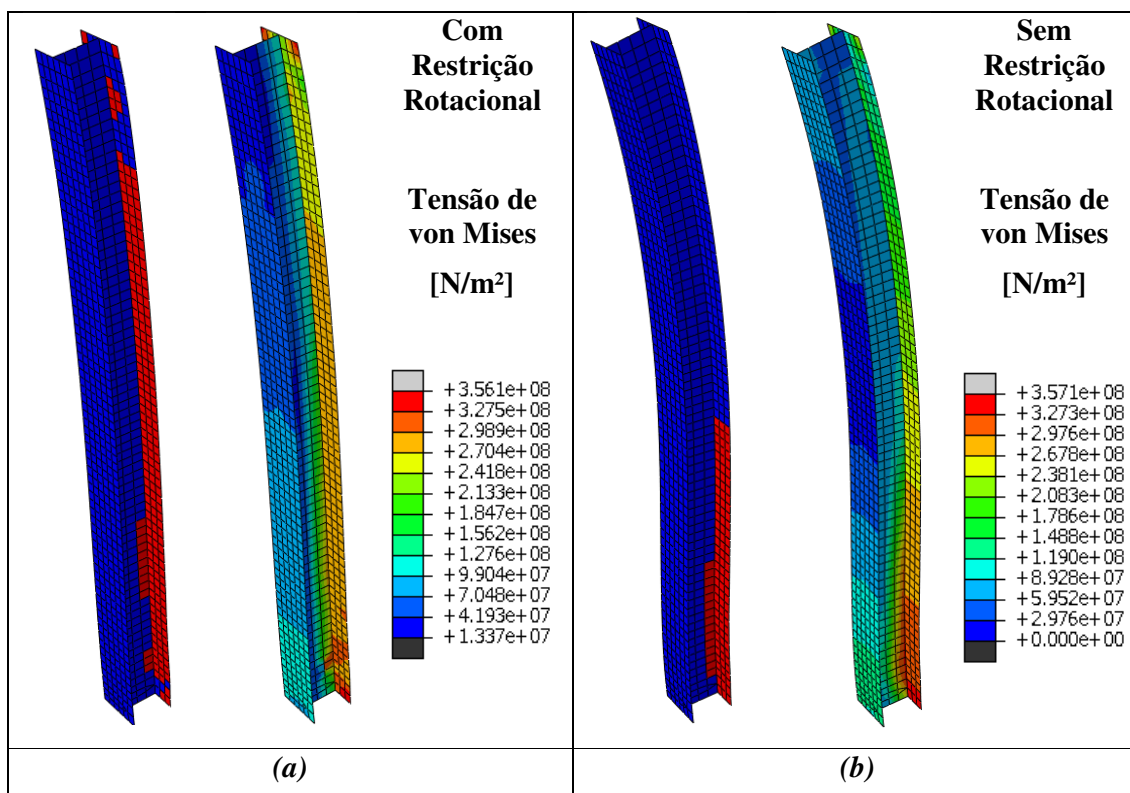 Com
Restrição
Rotacional
Tensão de
von Mises
[N/m²]
+3.561e+08
+3.275e+08
+2.989e+08
+2.704e+08
+2.418e+08
+2.133e+08
+1.847e+08
+1.562e+08
+1.276e+08
+9.904e+07
+7.048e+07
+4.193e+07
+1.337e+07
(a)
Sem
Restrição
Rotacional
Tensão de
von Mises
[N/m²]
+3.571e+08
+3.273e+08
+2.976e+08
+2.678e+08
+2.381e+08
+2.083e+08
+1.786e+08
+1.488e+08
+1.190e+08
+8.928e+07
+5.952e+07
+2.976e+07
+0.000e+00
(b)